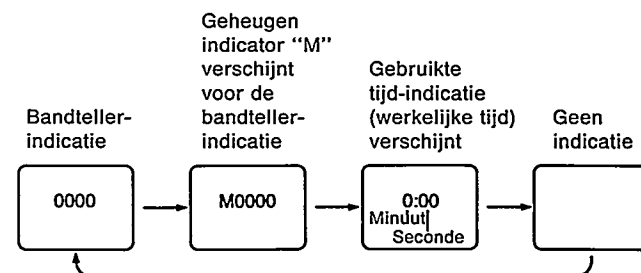 Bandteller-
indicatie
Geheugen
indicator “M”
verschijnt
voor de
bandteller-
indicatie
Gebruikte
tijd-indicatie
(werkelijke tijd)
verschijnt
Geen
indicatie
0000
M0000
0:00
Mindut
Seconde